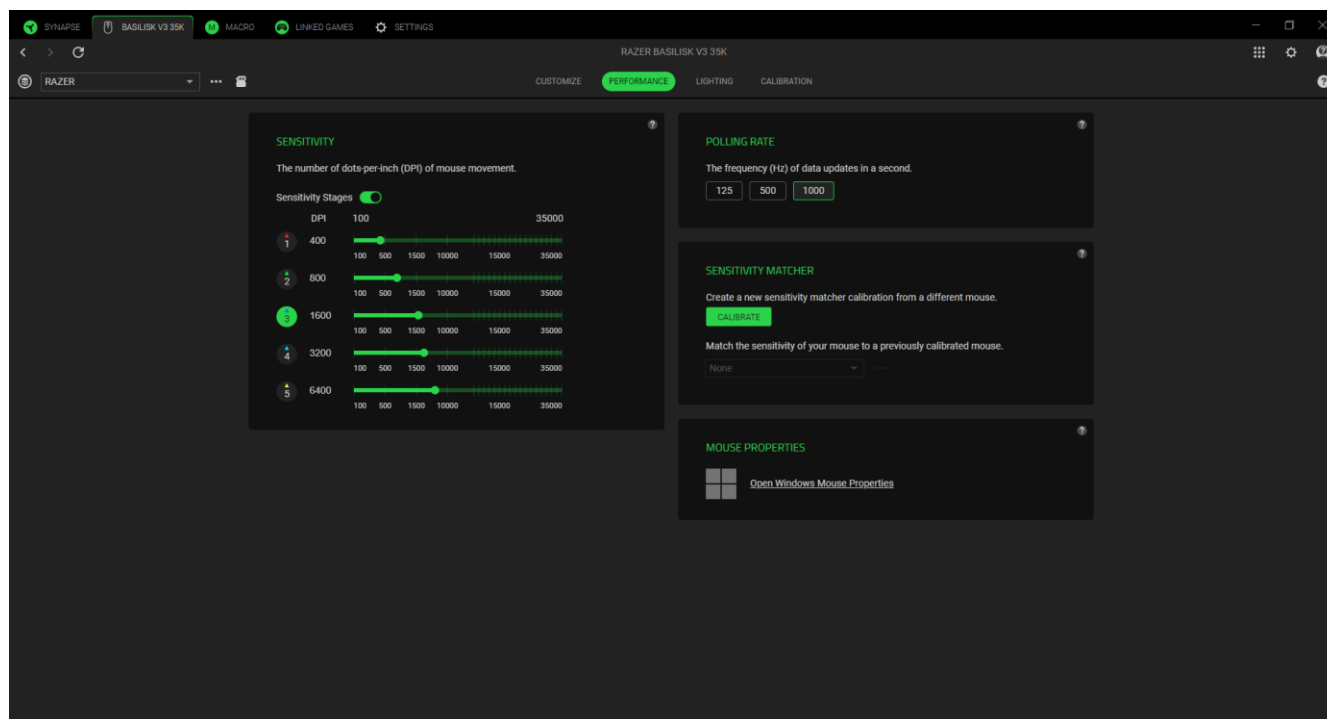 SYNAPSE BASILISK V3 35K M MACRO LINKED GAMES SETTINGS
RAZER BASILISK V3 35K
RAZER CUSTOMIZE PERFORMANCE LIGHTING CALIBRATION ?
SENSITIVITY ?
The number of dots-per-inch (DPI) of mouse movement.
Sensitivity Stages
DPI 100 35000
1 400
100 500 1500 10000 15000 35000
2 800
100 500 1500 10000 15000 35000
3 1600
100 500 1500 10000 15000 35000
4 3200
100 500 1500 10000 15000 35000
5 6400
100 500 1500 10000 15000 35000
POLLING RATE ?
The frequency (Hz) of data updates in a second.
125 500 1000
SENSITIVITY MATCHER ?
Create a new sensitivity matcher calibration from a different mouse.
CALIBRATE
Match the sensitivity of your mouse to a previously calibrated mouse.
None
MOUSE PROPERTIES ?
Open Windows Mouse Properties